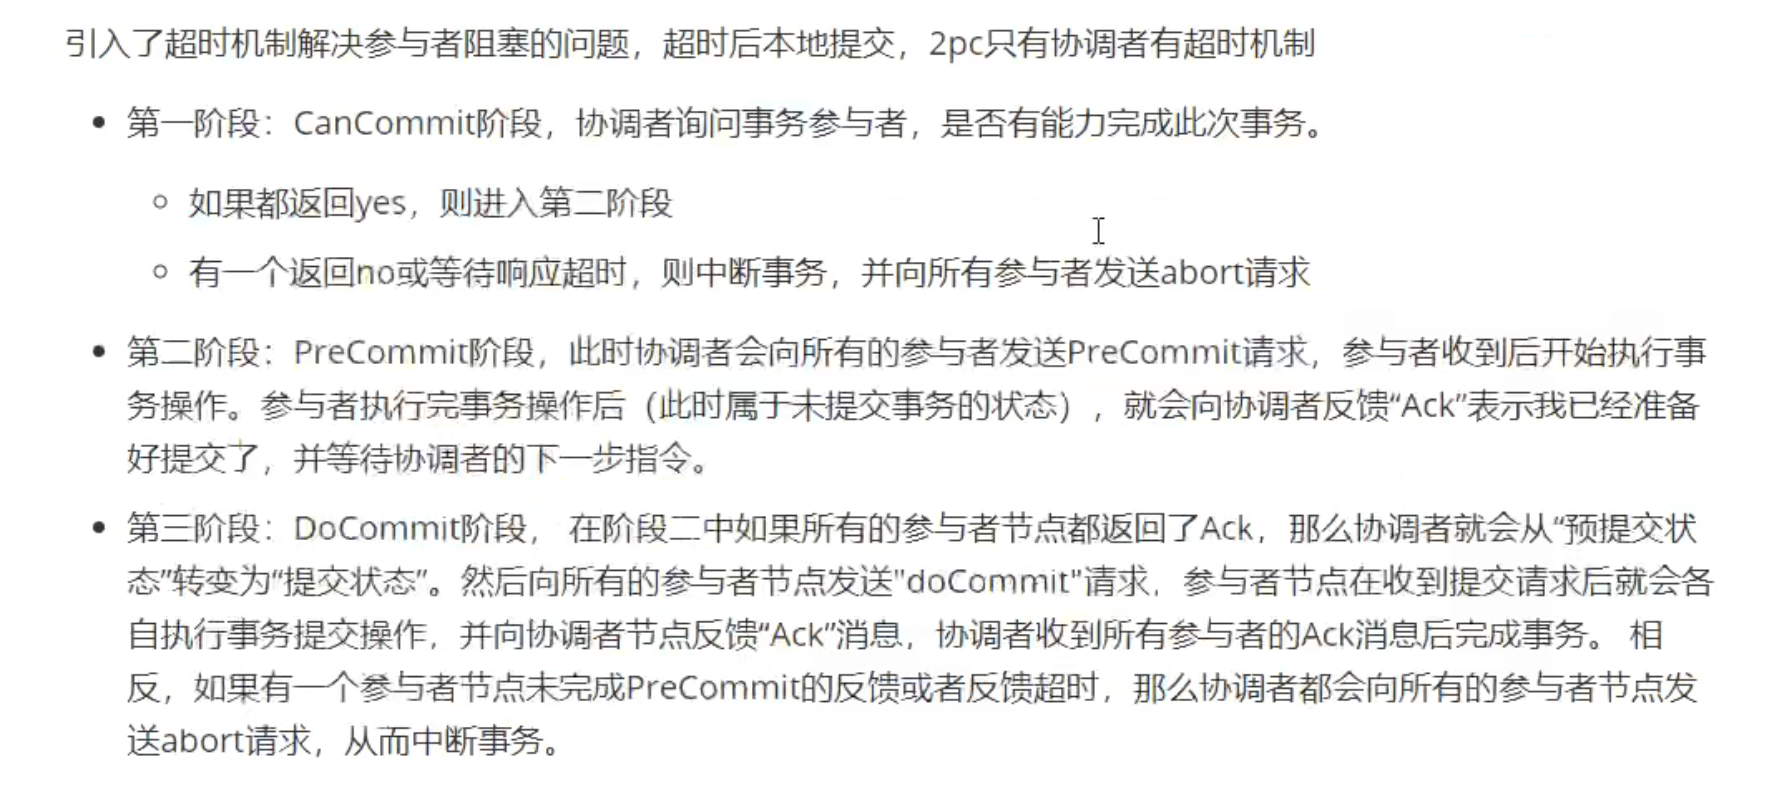 引入了超时机制解决参与者阻塞的问题，超时后本地提交，2pc只有协调者有超时机制
第一阶段：CanCommit阶段，协调者询问事务参与者，是否有能力完成此次事务。
如果都返回yes，则进入第二阶段
有一个返回no或等待响应超时，则中断事务，并向所有参与者发送abort请求
第二阶段：PreCommit阶段，此时协调者会向所有的参与者发送PreCommit请求，参与者收到后开始执行事
务操作。参与者执行完事务操作后（此时属于未提交事务的状态），就会向协调者反馈“Ack”表示我已经准备
好提交了，并等待协调者的下一步指令。
第三阶段：DoCommit阶段， 在阶段二中如果所有的参与者节点都返回了Ack，那么协调者就会从“预提交状
态”转变为“提交状态”。然后向所有的参与者节点发送"doCommit"请求，参与者节点在收到提交请求后就会各
自执行事务提交操作，并向协调者节点反馈“Ack”消息，协调者收到所有参与者的Ack消息后完成事务。 相
反，如果有一个参与者节点未完成PreCommit的反馈或者反馈超时，那么协调者都会向所有的参与者节点发
送abort请求，从而中断事务。